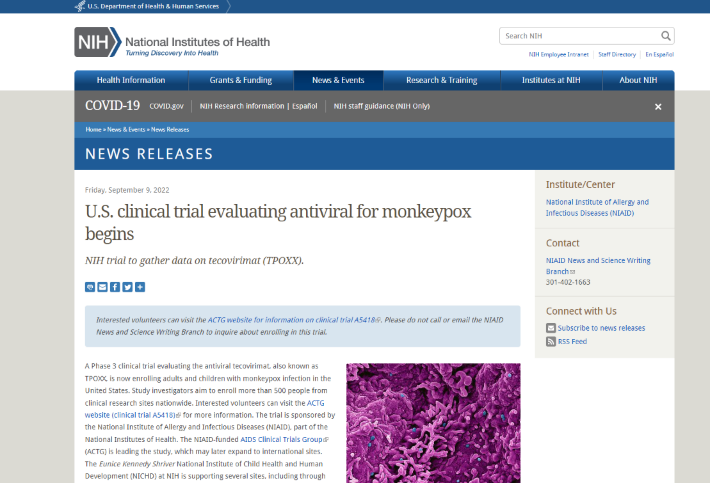 U.S. Department of Health & Human Services
NIH National Institutes of Health
Turning Discovery Into Health
Search NIH
NIH Employee Intranet | Staff Directory | En Español
Health Information
Grants & Funding
News & Events
Research & Training
Institutes at NIH
About NIH
COVID-19 COVID.gov NIH Research Information | Español NIH staff guidance (NIH Only)
Home » News & Events » News Releases
NEWS RELEASES
Friday, September 9, 2022
U.S. clinical trial evaluating antiviral for monkeypox
begins
NIH trial to gather data on tecovirimat (TPOXX).
Interested volunteers can visit the ACTG website for information on clinical trial A5418. Please do not call or email the NIAID
News and Science Writing Branch to inquire about enrolling in this trial.
A Phase 3 clinical trial evaluating the antiviral tecovirimat, also known as
TPOXX, is now enrolling adults and children with monkeypox infection in the
United States. Study investigators aim to enroll more than 500 people from
clinical research sites nationwide. Interested volunteers can visit the ACTG
website (clinical trial A5418) for more information. The trial is sponsored by
the National Institute of Allergy and Infectious Diseases (NIAID), part of the
National Institutes of Health. The NIAID-funded AIDS Clinical Trials Group
(ACTG) is leading the study, which may later expand to international sites.
The Eunice Kennedy Shriver National Institute of Child Health and Human
Development (NICHD) at NIH is supporting several sites, including through
Institute/Center
National Institute of Allergy and
Infectious Diseases (NIAID)
Contact
NIAID News and Science Writing
Branch
301-402-1663
Connect with Us
Subscribe to news releases
RSS Feed